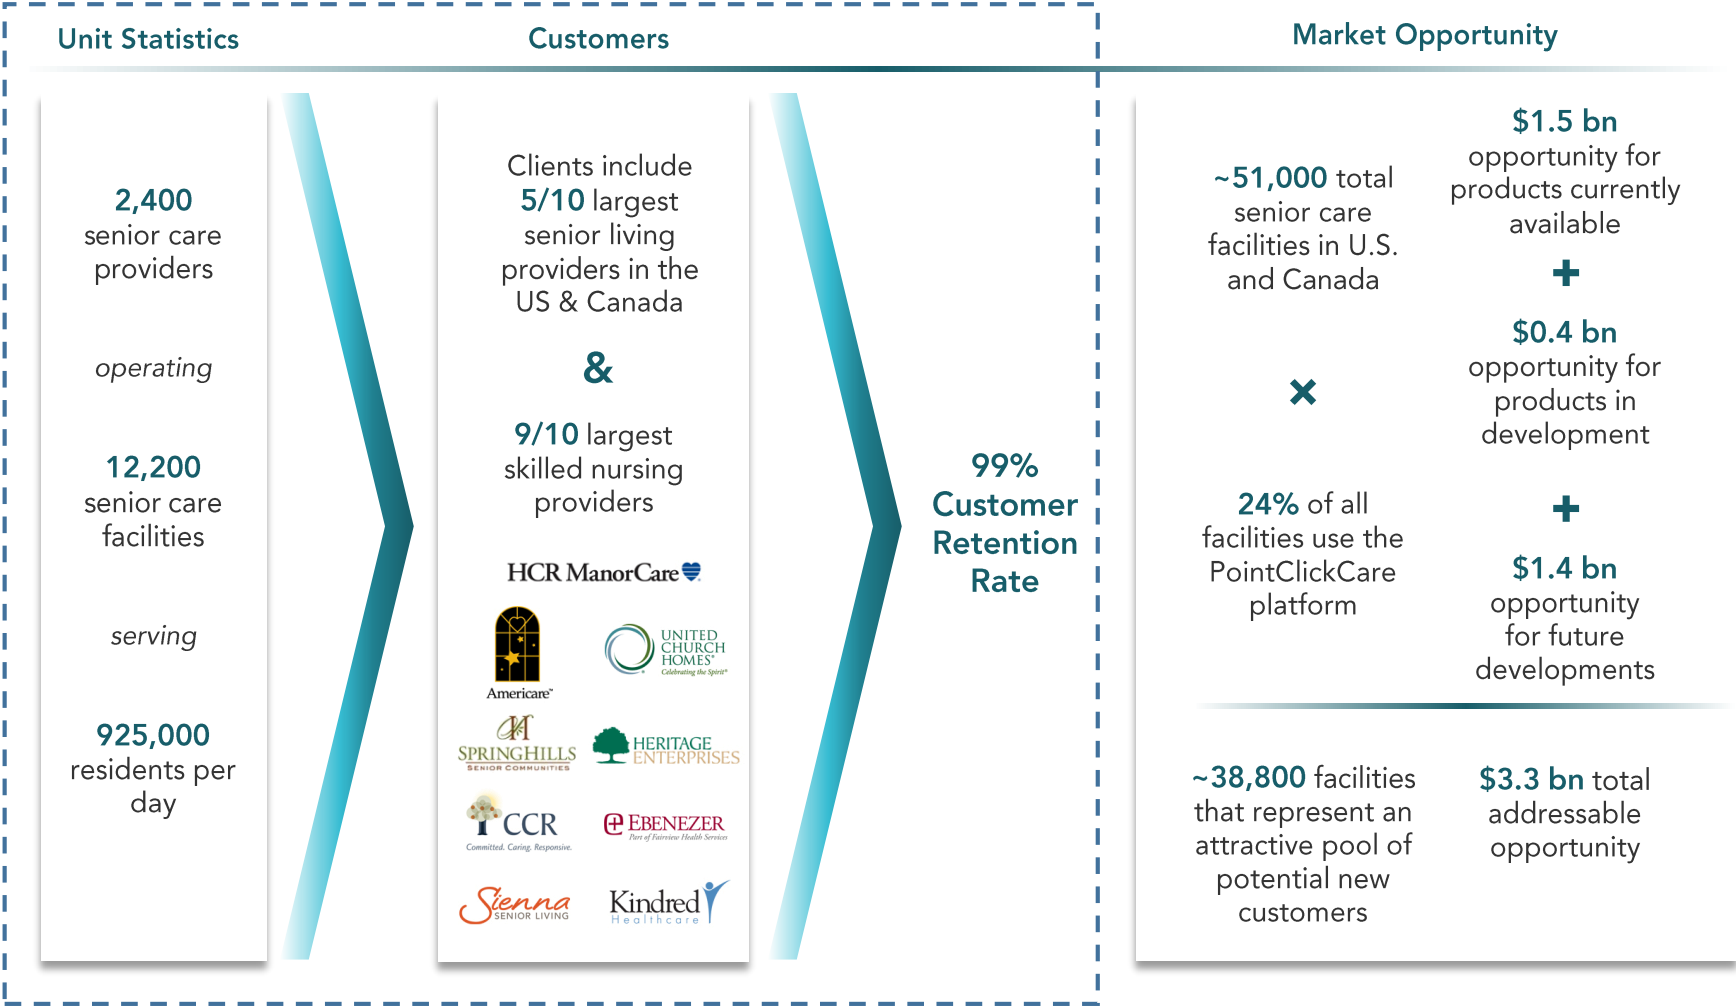 Unit Statistics
Customers
Market Opportunity
2,400
senior care
providers
operating
12,200
senior care
facilities
serving
925,000
residents per
day
Clients include
5/10 largest
senior living
providers in the
US & Canada
&
9/10 largest
skilled nursing
providers
HCR ManorCare
Americare™
UNITED
CHURCH
HOMES®
Celebrating the Spirit®
SH
SPRINGHILLS
SENIOR COMMUNITIES
HERITAGE
ENTERPRISES
CCR
Committed. Caring. Responsive.
EBENEZER
Part of Fairview Health Services
Sienna
SENIOR LIVING
Kindred
Healthcare
99%
Customer
Retention
Rate
~51,000 total
senior care
facilities in U.S.
and Canada
×
24% of all
facilities use the
PointClickCare
platform
~38,800 facilities
that represent an
attractive pool of
potential new
customers
$1.5 bn
opportunity for
products currently
available
+
$0.4 bn
opportunity for
products in
development
+
$1.4 bn
opportunity
for future
developments
$3.3 bn total
addressable
opportunity